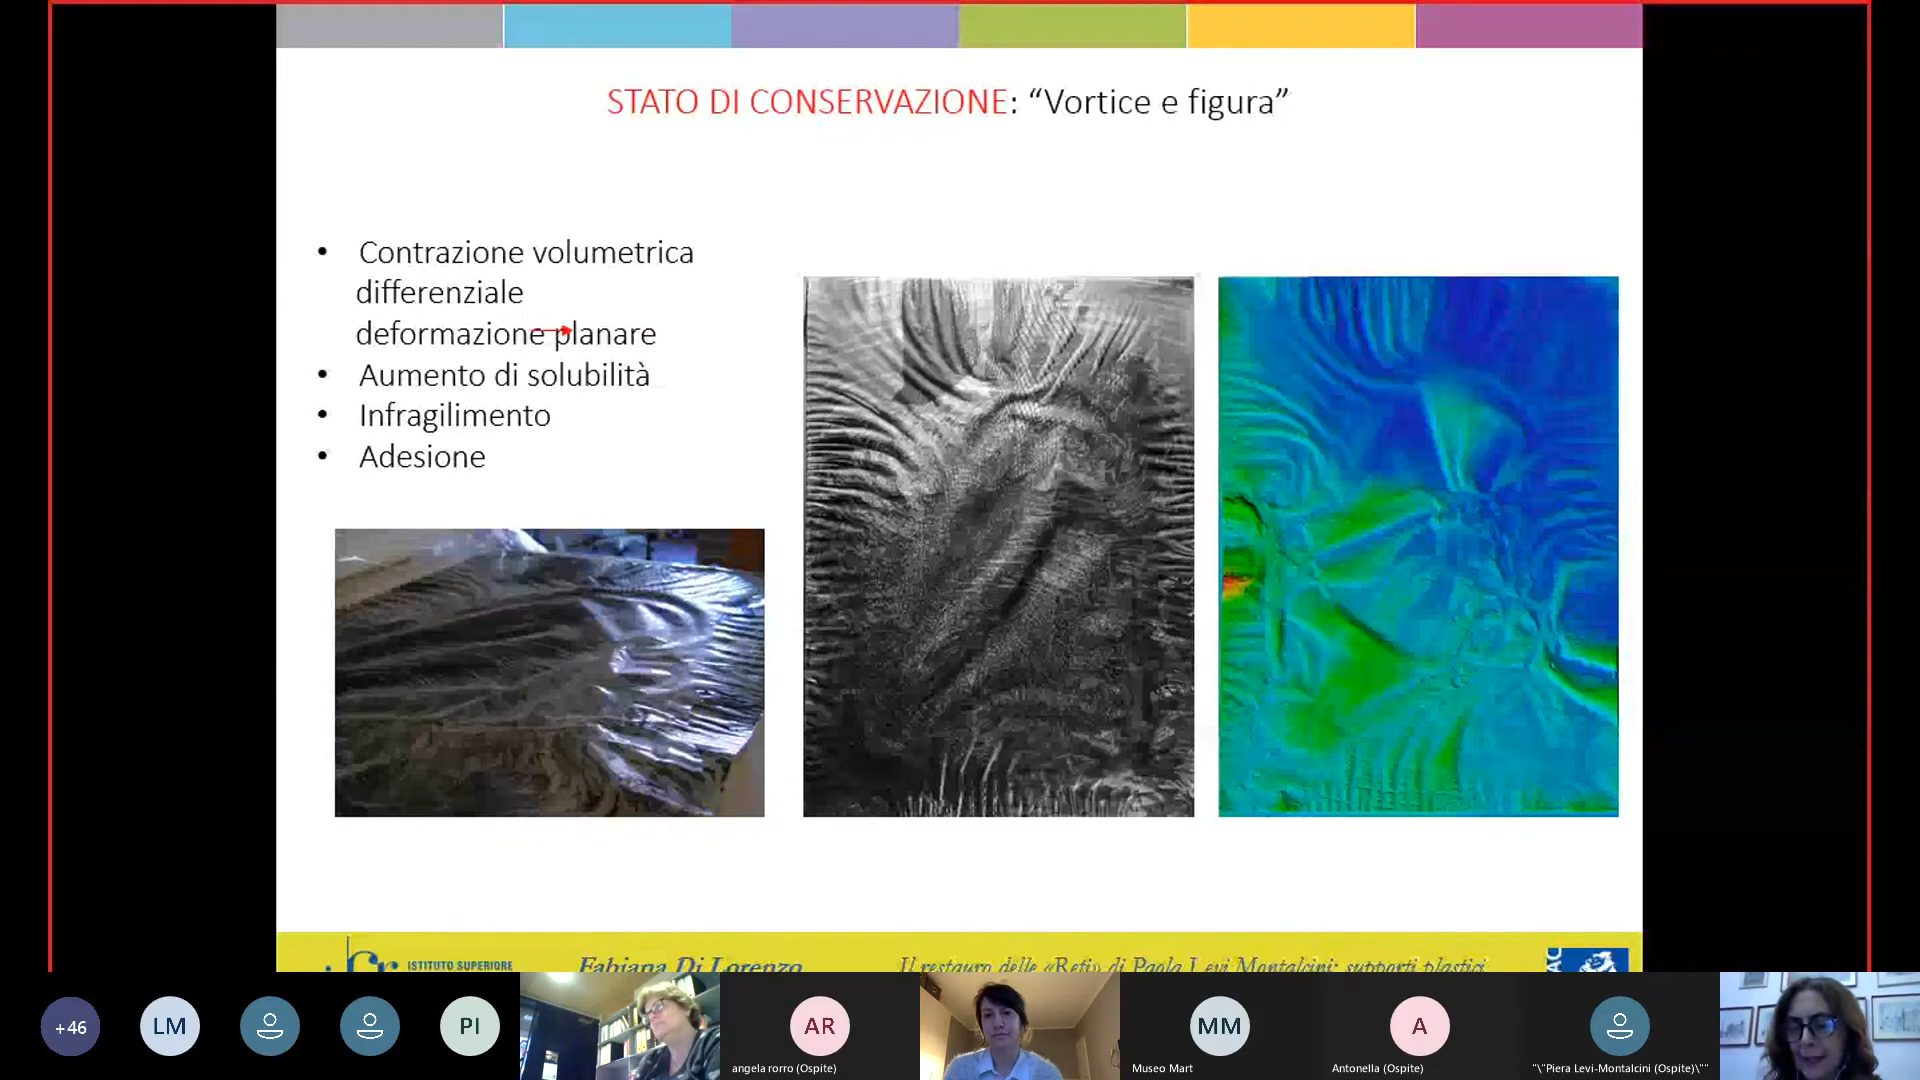 STATO DI CONSERVAZIONE: “Vortice e figura”
• Contrazione volumetrica
differenziale
deformazione planare
• Aumento di solubilità
• Infragilimento
• Adesione
ISTITUTO SUPERIORE
Fabiana Di Lorenzo
Il restauro delle «Reti» di Paola Levi Montalcini: supporti plastici
+46
LM
PI
AR
MM
A
angela rorro (Ospite)
Museo Mart
Antonella (Ospite)
"\"Piera Levi-Montalcini (Ospite)\""